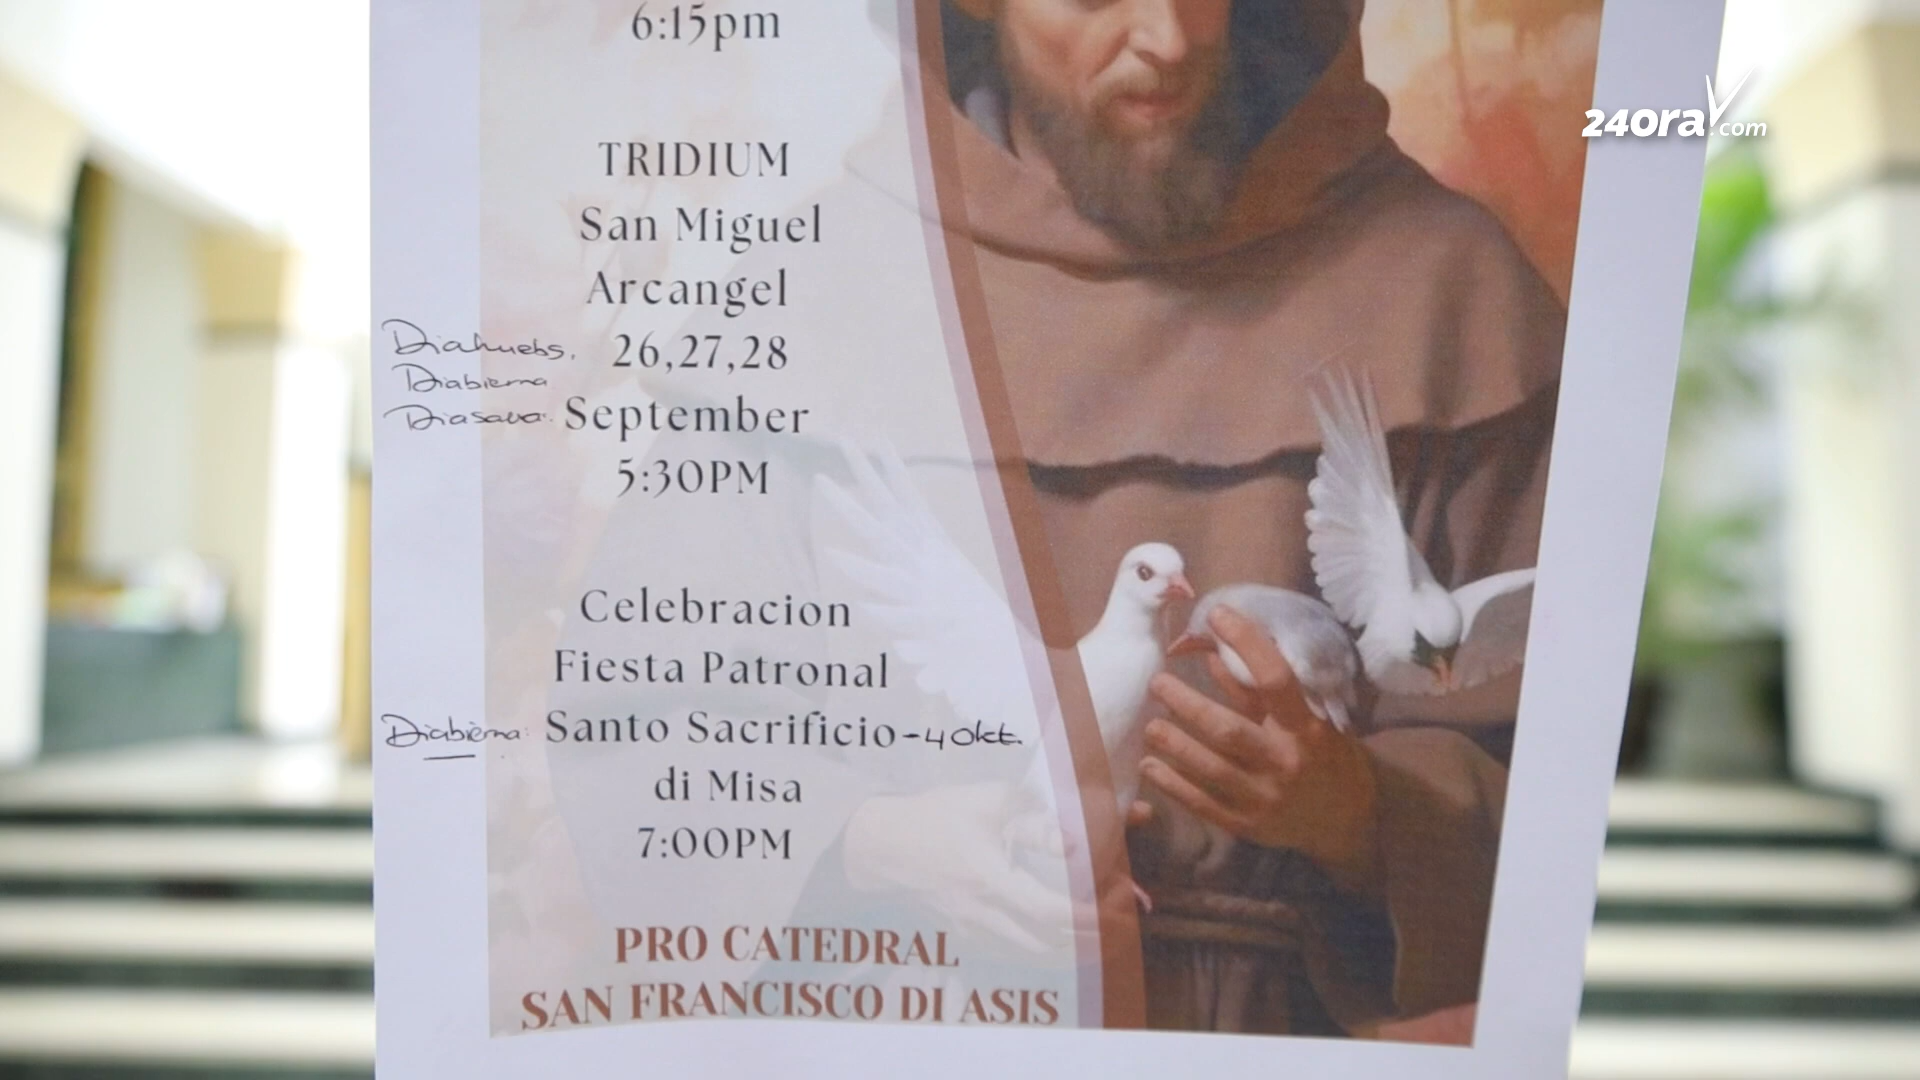 6:15pm
24ora.com
TRIDIUM
San Miguel
Arcangel
Diahuebs. 26,27,28
Diabierna
Diasava. September
5:30PM
Celebracion
Fiesta Patronal
Diabierna: Santo Sacrificio-4 okt.
di Misa
7:00PM
PRO CATEDRAL
SAN FRANCISCO DI ASIS